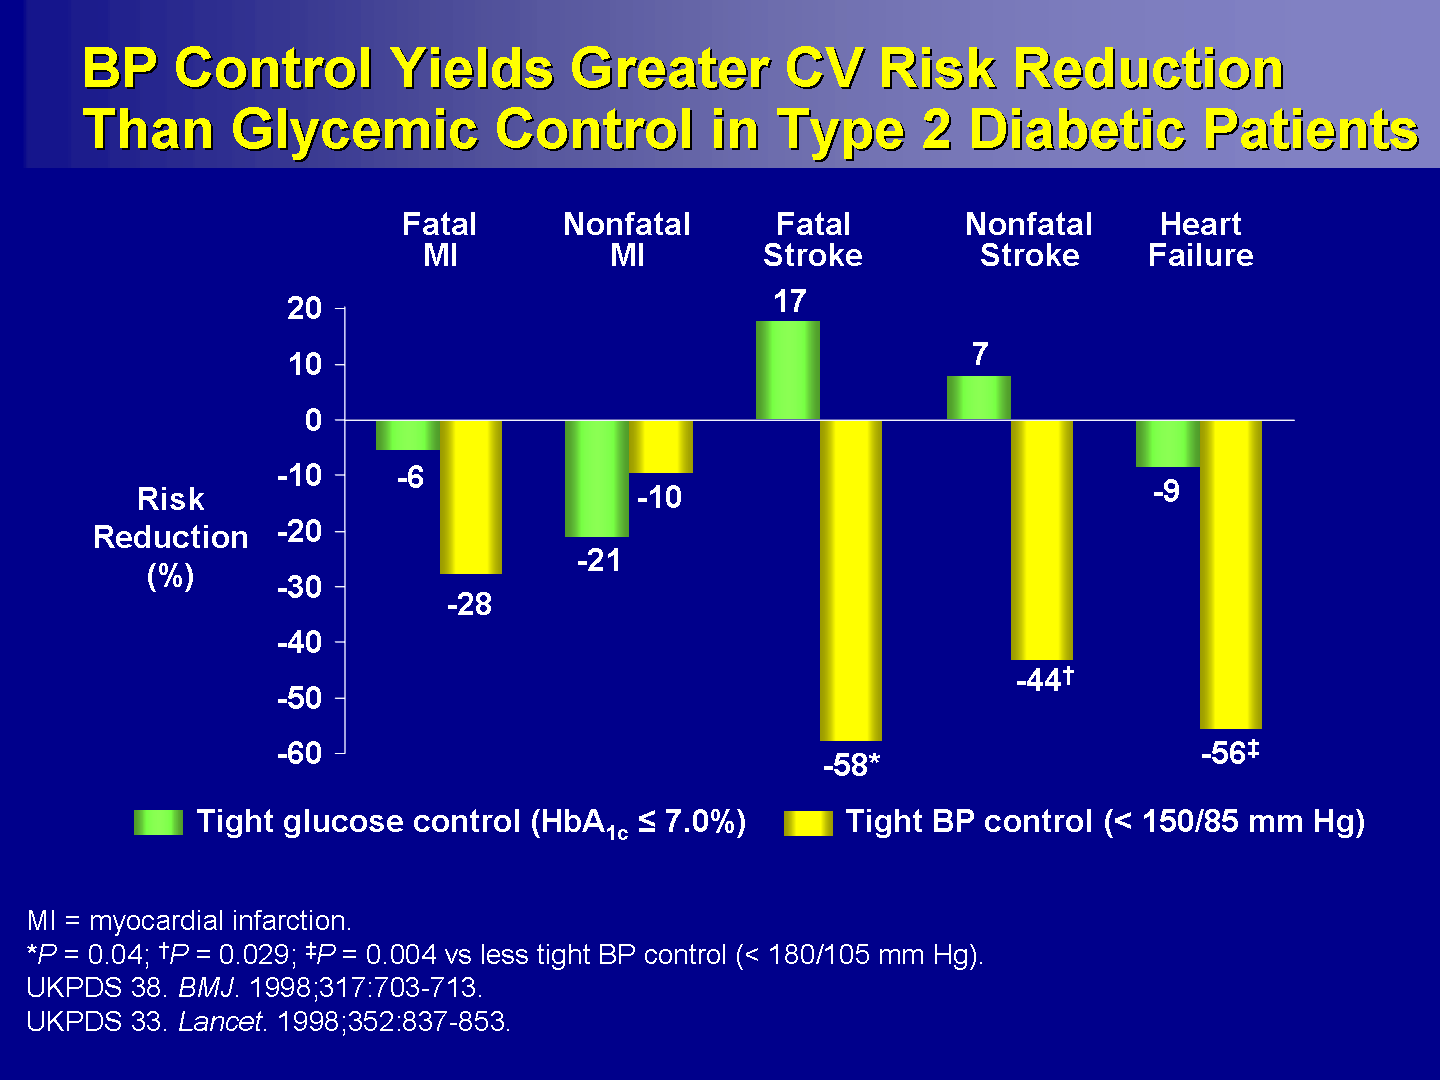 BP Control Yields Greater CV Risk Reduction
Than Glycemic Control in Type 2 Diabetic Patients
Fatal
MI
Nonfatal
MI
Fatal
Stroke
Nonfatal
Stroke
Heart
Failure
20
10
0
-10
-20
-30
-40
-50
-60
Risk
Reduction
(%)
-6
-28
-21
-10
17
-58*
7
-44†
-9
-56‡
Tight glucose control (HbA1c ≤ 7.0%)
Tight BP control (< 150/85 mm Hg)
MI = myocardial infarction.
*P = 0.04; †P = 0.029; ‡P = 0.004 vs less tight BP control (< 180/105 mm Hg).
UKPDS 38. BMJ. 1998;317:703-713.
UKPDS 33. Lancet. 1998;352:837-853.